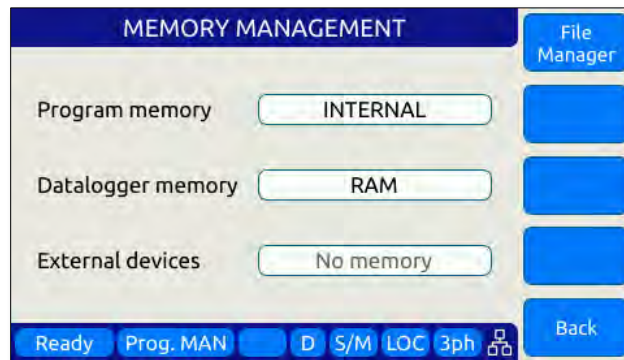 MEMORY MANAGEMENT
File
Manager
Program memory INTERNAL
Datalogger memory RAM
External devices No memory
Back
Ready Prog. MAN D S/M LOC 3ph